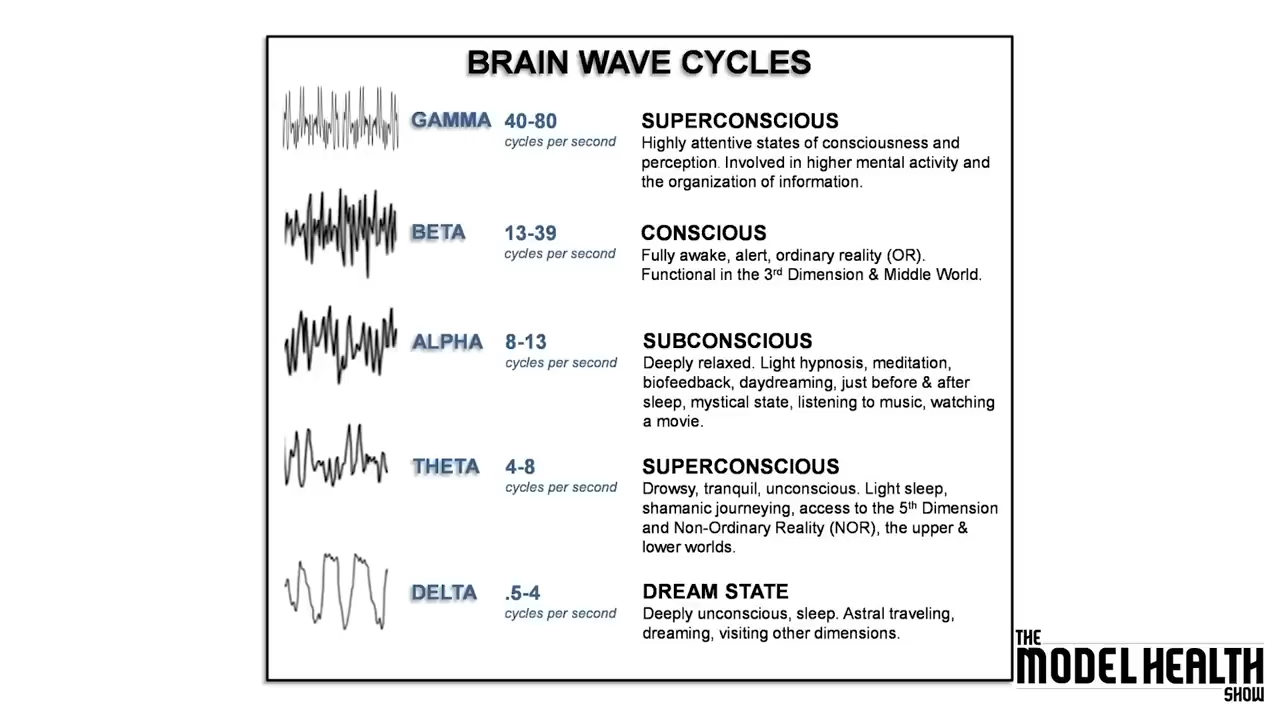 BRAIN WAVE CYCLES
GAMMA 40-80 SUPERCONSCIOUS
cycles per second Highly attentive states of consciousness and
perception. Involved in higher mental activity and
the organization of information.
BETA 13-39 CONSCIOUS
cycles per second Fully awake, alert, ordinary reality (OR).
Functional in the 3rd Dimension & Middle World.
ALPHA 8-13 SUBCONSCIOUS
cycles per second Deeply relaxed. Light hypnosis, meditation,
biofeedback, daydreaming, just before & after
sleep, mystical state, listening to music, watching
a movie.
THETA 4-8 SUPERCONSCIOUS
cycles per second Drowsy, tranquil, unconscious. Light sleep,
shamanic journeying, access to the 5th Dimension
and Non-Ordinary Reality (NOR), the upper &
lower worlds.
DELTA .5-4 DREAM STATE
cycles per second Deeply unconscious, sleep. Astral traveling,
dreaming, visiting other dimensions.
THE
MODEL HEALTH
SHOW